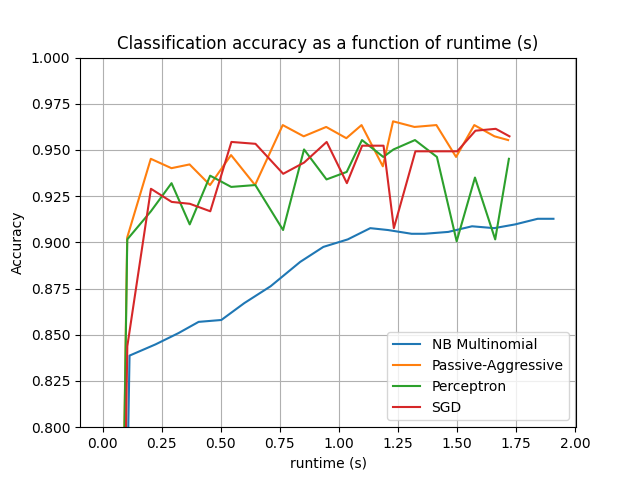 Classification accuracy as a function of runtime (s)
1.000
0.975
0.950
0.925
0.900
0.875
0.850
0.825
0.800
Accuracy
NB Multinomial
Passive-Aggressive
Perceptron
SGD
0.00 0.25 0.50 0.75 1.00 1.25 1.50 1.75 2.00
runtime (s)